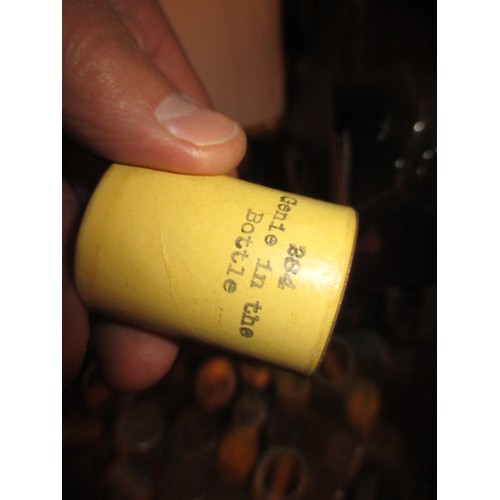 284
Genie in the
Bottle